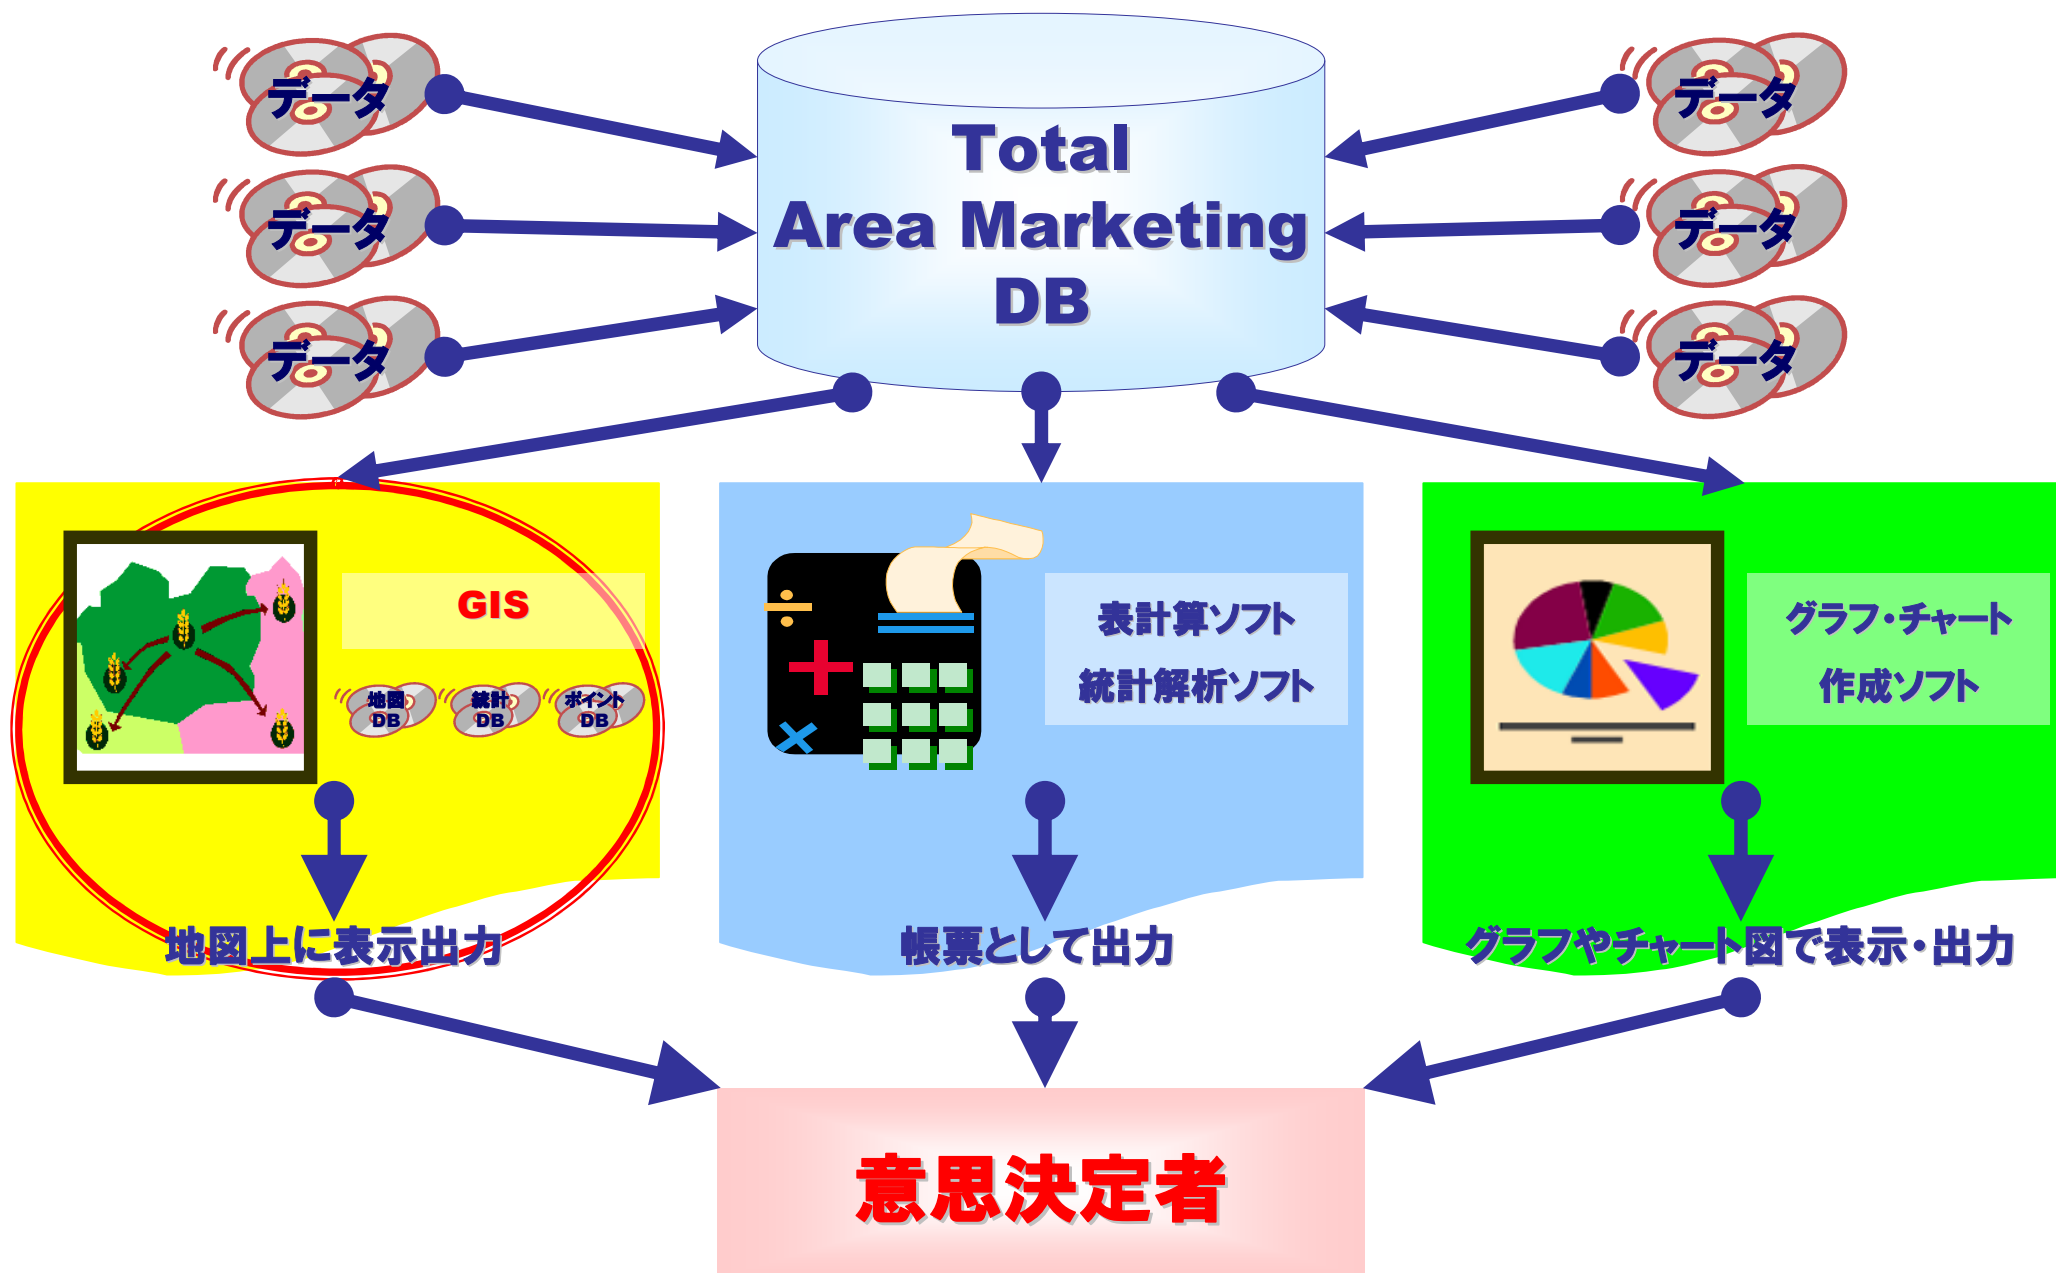 データ
データ
データ
データ
データ
データ
Total
Area Marketing
DB
GIS
地図
DB
統計
DB
ポイント
DB
地図上に表示出力
表計算ソフト
統計解析ソフト
帳票として出力
グラフ・チャート
作成ソフト
グラフやチャート図で表示・出力
意思決定者